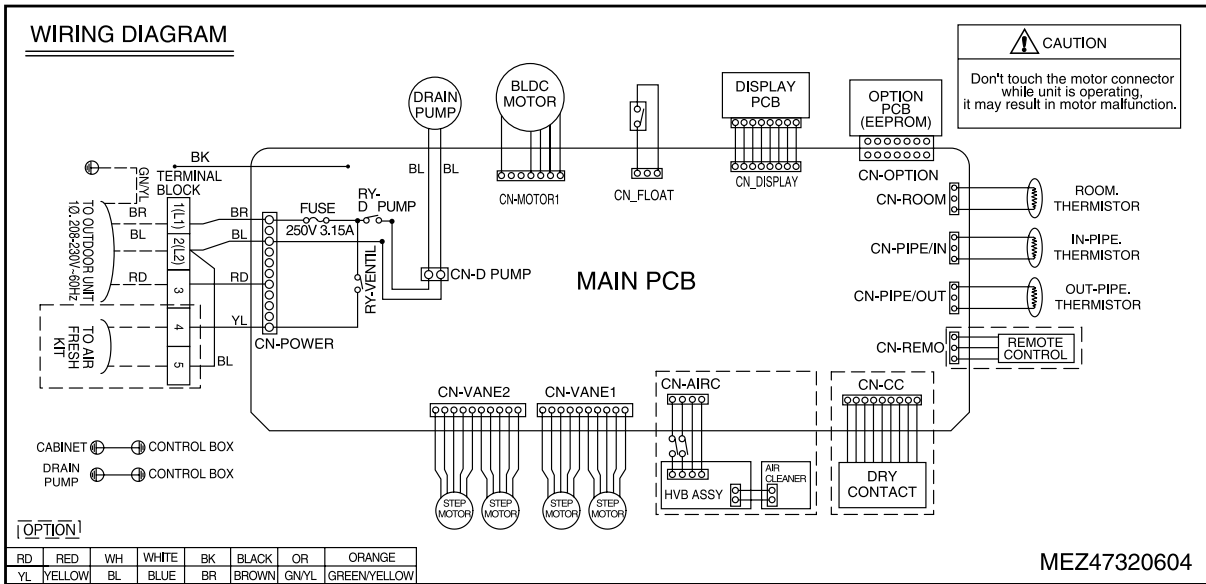 WIRING DIAGRAM
CAUTION
Don't touch the motor connector
while unit is operating,
it may result in motor malfunction.
DRAIN
PUMP
BLDC
MOTOR
DISPLAY
PCB
OPTION
PCB
(EEPROM)
BK
BL
BL
CN-MOTOR1
CN_FLOAT
CN_DISPLAY
CN-OPTION
GN/YL
TERMINAL
BLOCK
TO OUTDOOR UNIT
1Ø, 208-230V~60Hz
BR
BL
RD
1(L1)
2(L2)
3
4
5
TO AIR
FRESH
KIT
BR
BL
RD
YL
BL
FUSE
250V 3.15A
RY-
D PUMP
RY-VENTIL
CN-D PUMP
CN-POWER
MAIN PCB
CN-ROOM
ROOM.
THERMISTOR
CN-PIPE/IN
IN-PIPE.
THERMISTOR
CN-PIPE/OUT
OUT-PIPE.
THERMISTOR
CN-REMO
REMOTE
CONTROL
CN-VANE2
CN-VANE1
CN-AIRC
CN-CC
STEP
MOTOR
STEP
MOTOR
STEP
MOTOR
STEP
MOTOR
HVB ASSY
AIR
CLEANER
DRY
CONTACT
CABINET
CONTROL BOX
DRAIN
PUMP
CONTROL BOX
OPTION
RD RED WH WHITE BK BLACK OR ORANGE
YL YELLOW BL BLUE BR BROWN GN/YL GREEN/YELLOW
MEZ47320604